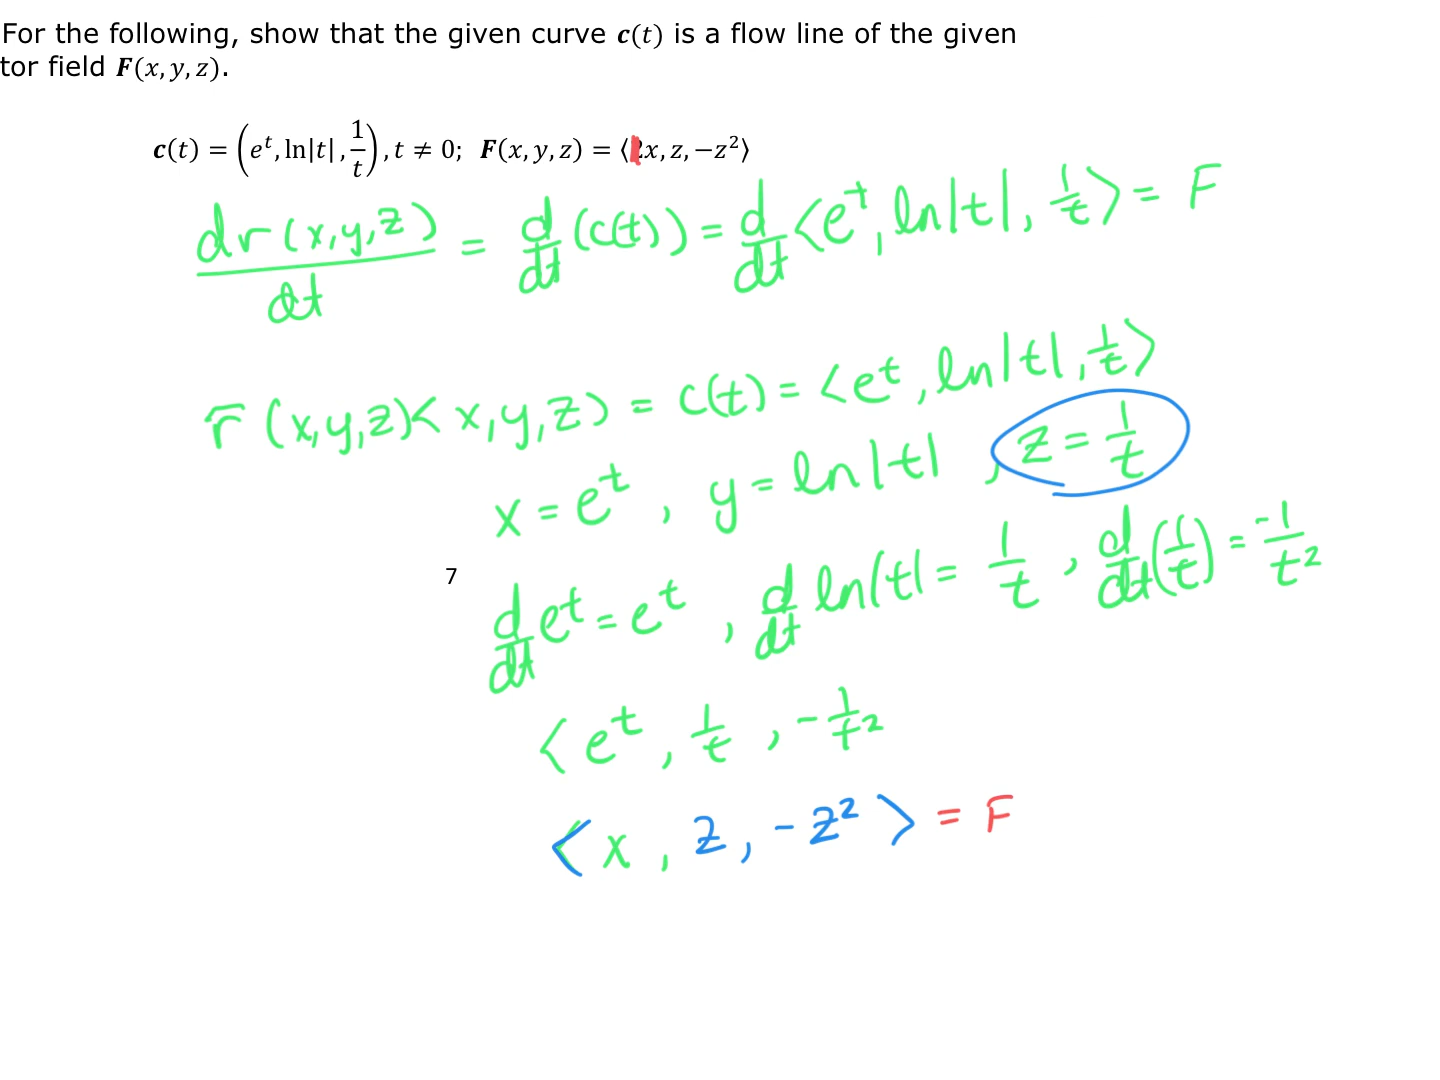 For the following, show that the given curve c(t) is a flow line of the given
tor field F(x, y, z).
c(t) = (e^t, ln|t|, 1/t), t ≠ 0; F(x, y, z) = ⟨x, z, −z²⟩
dr(x,y,z)/dt = d/dt (c(t)) = d/dt <e^t, ln|t|, 1/t> = F
r̄ (x,y,z)< x,y,z) = c(t) = <e^t, ln|t|, 1/t>
x = e^t , y = ln|t| , z = 1/t
7
d/dt e^t = e^t , d/dt ln|t| = 1/t , d/dt (1/t) = -1/t²
<e^t, 1/t, -1/t²
<x, z, -z²> = F